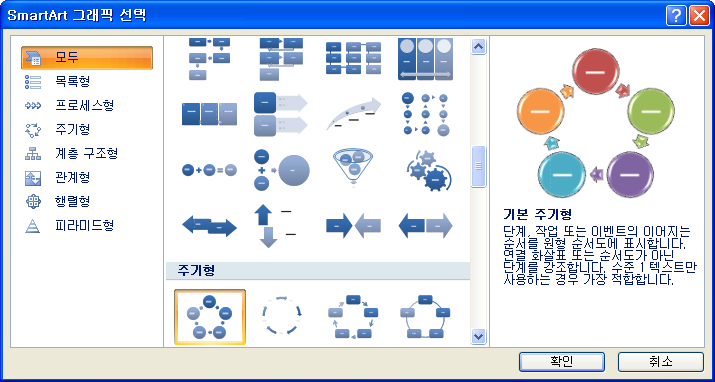 SmartArt 그래픽 선택
모두
목록형
프로세스형
주기형
계층 구조형
관계형
행렬형
피라미드형
주기형
기본 주기형
단계, 작업 또는 이벤트의 이어지는
순서를 원형 순서도에 표시합니다.
연결 화살표 또는 순서도가 아닌
단계를 강조합니다. 수준 1 텍스트만
사용하는 경우 가장 적합합니다.
확인
취소